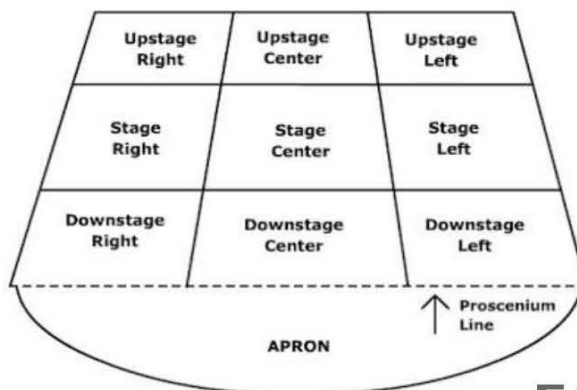 Upstage
Right
Upstage
Center
Upstage
Left
Stage
Right
Stage
Center
Stage
Left
Downstage
Right
Downstage
Center
Downstage
Left
Proscenium
Line
APRON